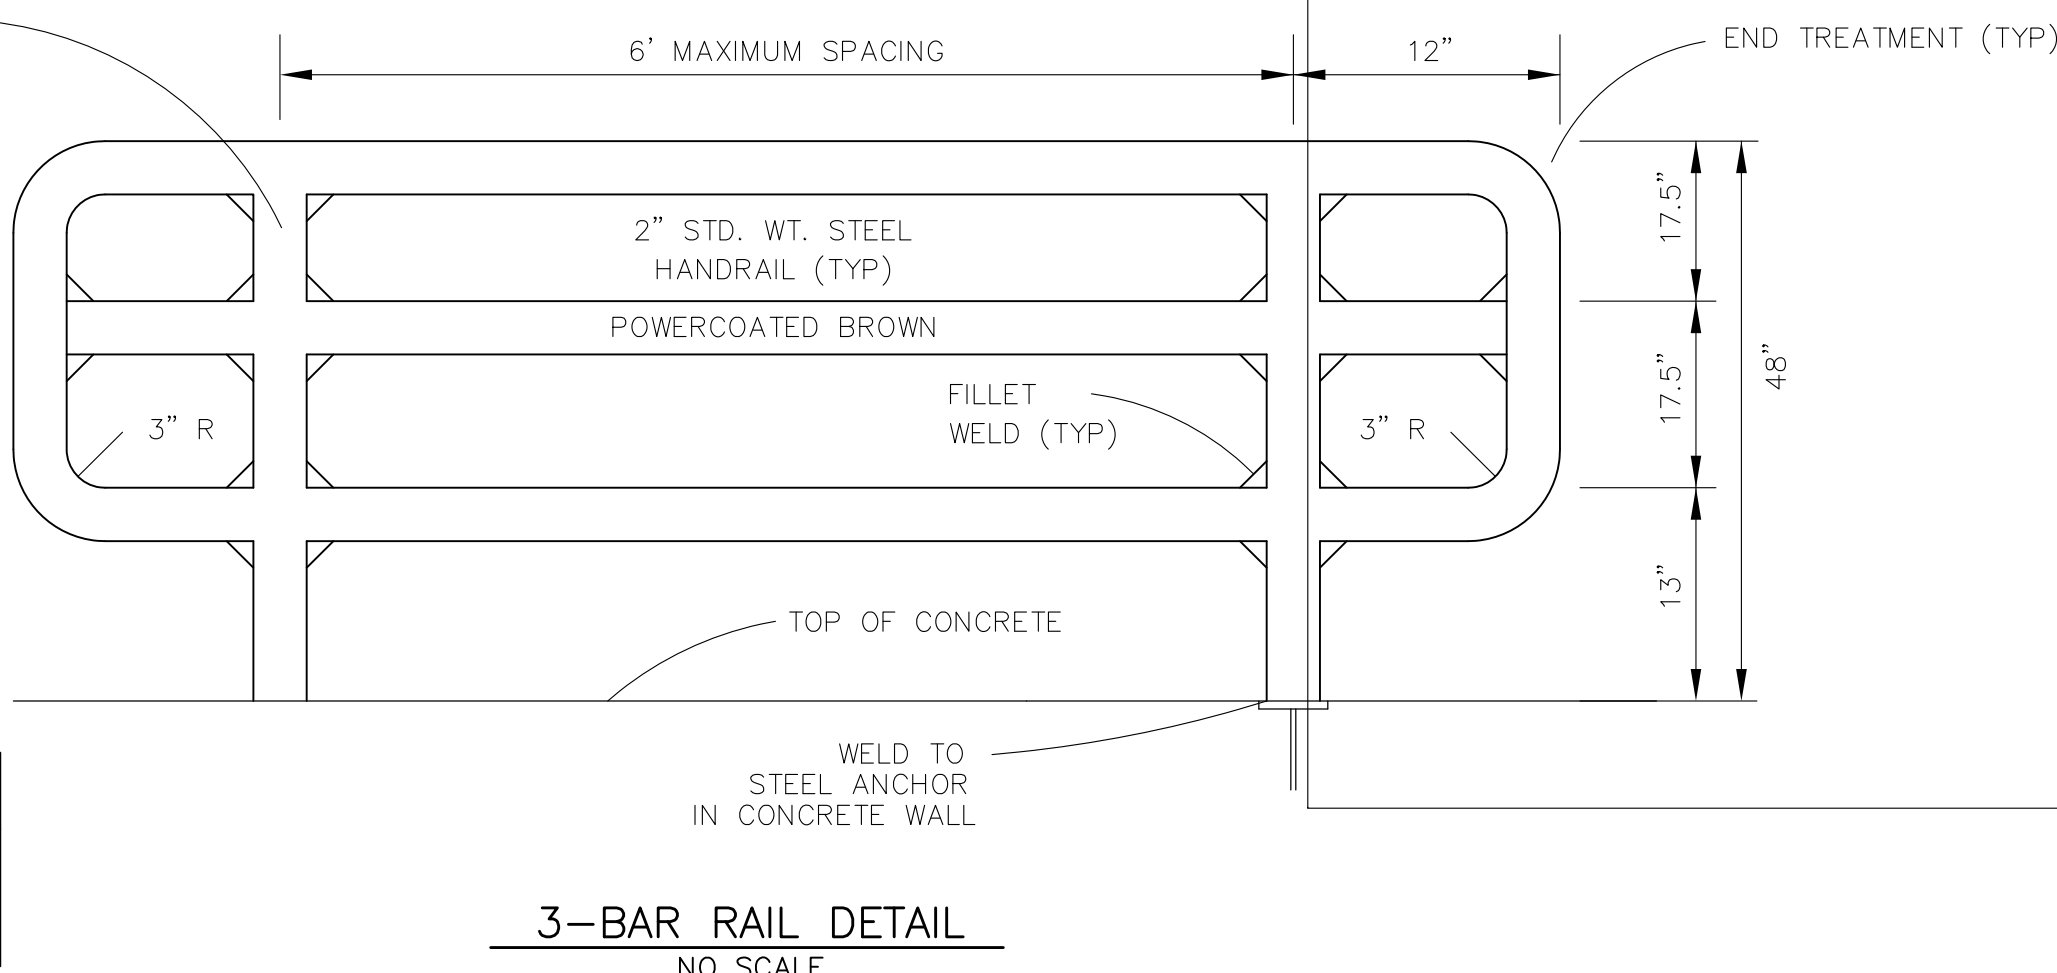 6' MAXIMUM SPACING
12"
END TREATMENT (TYP)
2" STD. WT. STEEL
HANDRAIL (TYP)
POWERCOATED BROWN
17.5"
17.5"
48"
13"
FILLET
WELD (TYP)
3" R
3" R
TOP OF CONCRETE
WELD TO
STEEL ANCHOR
IN CONCRETE WALL
3-BAR RAIL DETAIL
NO SCALE